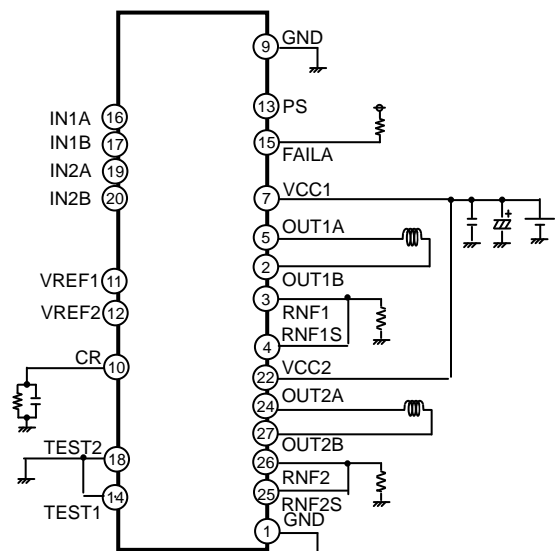 9 GND
13 PS
15
FAILA
7 VCC1
5 OUT1A
2
OUT1B
3
RNF1
4 RNF1S
22 VCC2
24 OUT2A
27
OUT2B
26
RNF2
25
RNF2S
1 GND
IN1A 16
IN1B 17
IN2A 19
IN2B 20
VREF1 11
VREF2 12
CR 10
TEST2 18
14
TEST1
+